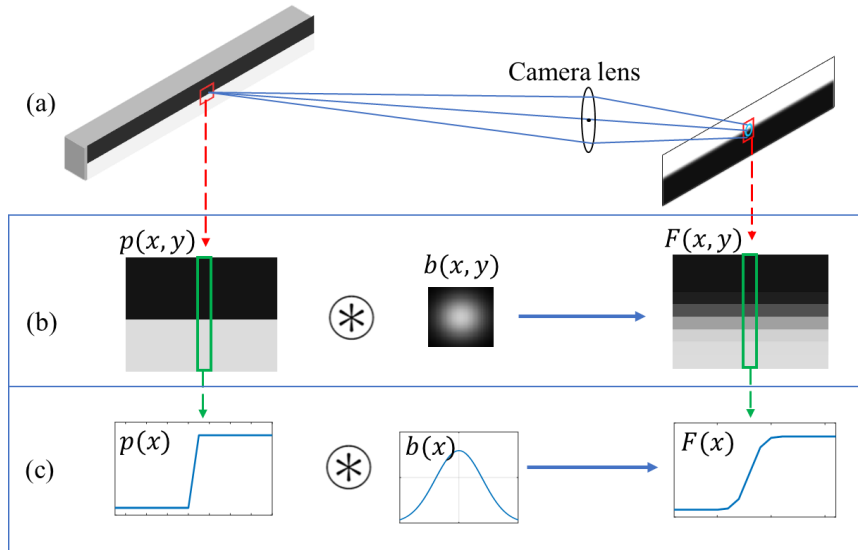 Camera lens
(a)
p(x, y)
F(x, y)
b(x, y)
(b)
p(x)
b(x)
F(x)
(c)